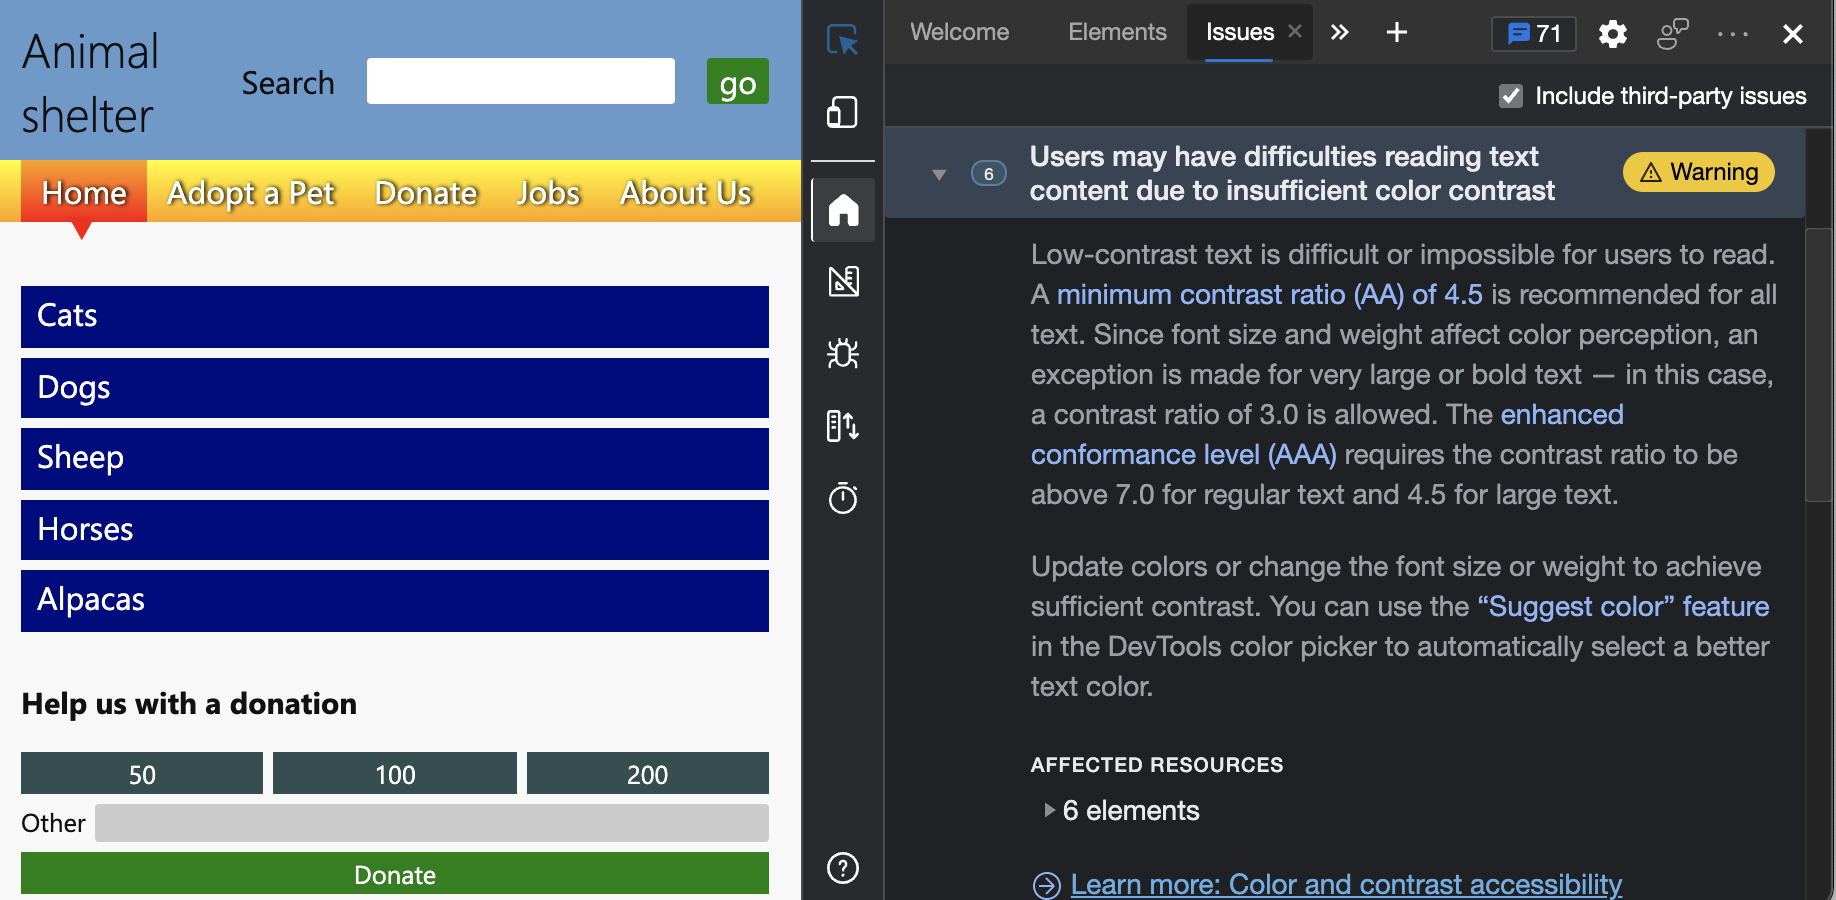 Animal
shelter
Search
go
Home Adopt a Pet Donate Jobs About Us
Cats
Dogs
Sheep
Horses
Alpacas
Help us with a donation
50 100 200
Other
Donate
Welcome Elements Issues
71
Include third-party issues
6
Users may have difficulties reading text
content due to insufficient color contrast
Warning
Low-contrast text is difficult or impossible for users to read.
A minimum contrast ratio (AA) of 4.5 is recommended for all
text. Since font size and weight affect color perception, an
exception is made for very large or bold text — in this case,
a contrast ratio of 3.0 is allowed. The enhanced
conformance level (AAA) requires the contrast ratio to be
above 7.0 for regular text and 4.5 for large text.
Update colors or change the font size or weight to achieve
sufficient contrast. You can use the “Suggest color” feature
in the DevTools color picker to automatically select a better
text color.
AFFECTED RESOURCES
6 elements
Learn more: Color and contrast accessibility